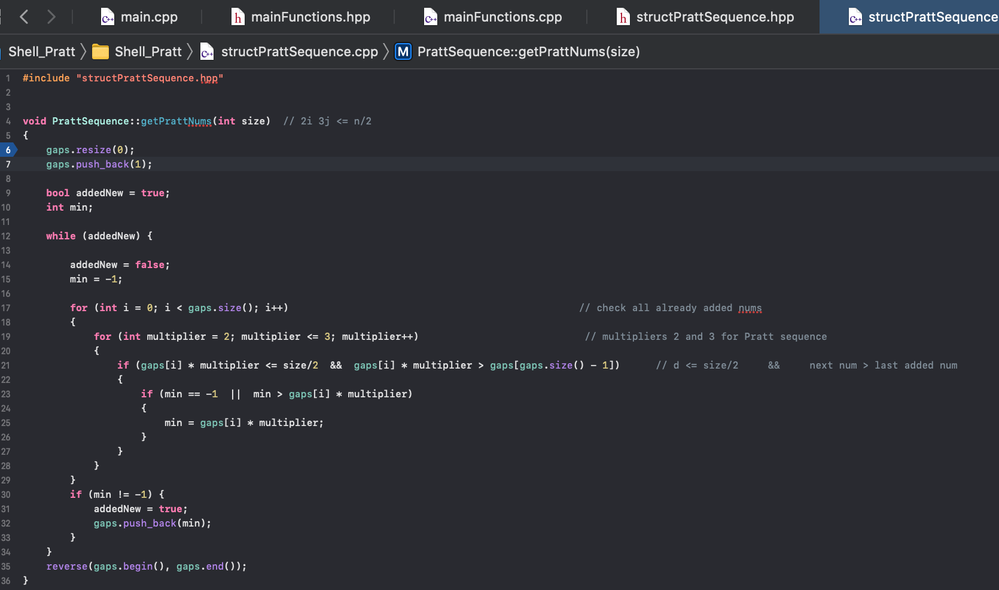 main.cpp mainFunctions.hpp mainFunctions.cpp structPrattSequence.hpp structPrattSequence
Shell_Pratt 〉 Shell_Pratt 〉 structPrattSequence.cpp 〉 M PrattSequence::getPrattNums(size)
1 #include "structPrattSequence.hpp"
2
3
4 void PrattSequence::getPrattNums(int size)  // 2i 3j <= n/2
5 {
6     gaps.resize(0);
7     gaps.push_back(1);
8
9     bool addedNew = true;
10     int min;
11
12     while (addedNew) {
13
14         addedNew = false;
15         min = -1;
16
17         for (int i = 0; i < gaps.size(); i++)     // check all already added nums
18         {
19             for (int multiplier = 2; multiplier <= 3; multiplier++)     // multipliers 2 and 3 for Pratt sequence
20             {
21                 if (gaps[i] * multiplier <= size/2  &&  gaps[i] * multiplier > gaps[gaps.size() - 1])      // d <= size/2     &&     next num > last added num
22                 {
23                     if (min == -1  ||  min > gaps[i] * multiplier)
24                     {
25                         min = gaps[i] * multiplier;
26                     }
27                 }
28             }
29         }
30         if (min != -1) {
31             addedNew = true;
32             gaps.push_back(min);
33         }
34     }
35     reverse(gaps.begin(), gaps.end());
36 }